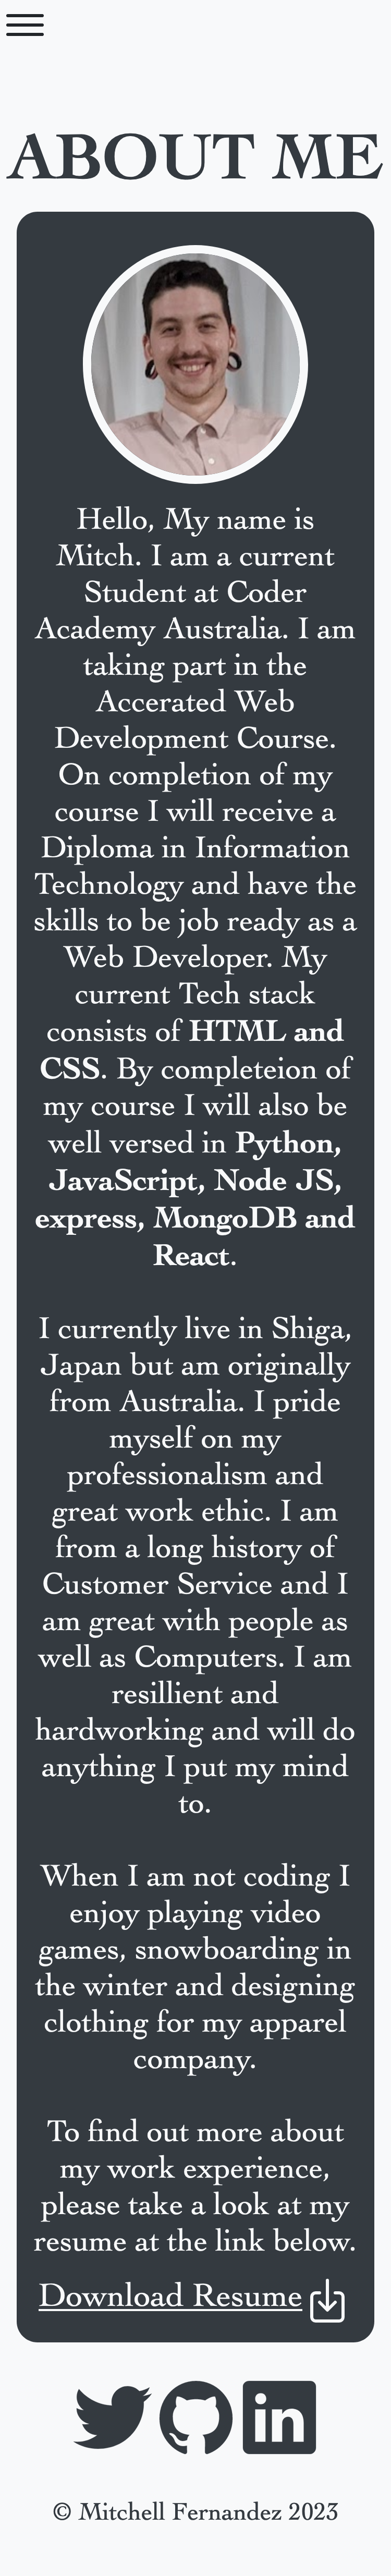 ABOUT ME
Hello, My name is
Mitch. I am a current
Student at Coder
Academy Australia. I am
taking part in the
Accerated Web
Development Course.
On completion of my
course I will receive a
Diploma in Information
Technology and have the
skills to be job ready as a
Web Developer. My
current Tech stack
consists of HTML and
CSS. By completeion of
my course I will also be
well versed in Python,
JavaScript, Node JS,
express, MongoDB and
React.
I currently live in Shiga,
Japan but am originally
from Australia. I pride
myself on my
professionalism and
great work ethic. I am
from a long history of
Customer Service and I
am great with people as
well as Computers. I am
resillient and
hardworking and will do
anything I put my mind
to.
When I am not coding I
enjoy playing video
games, snowboarding in
the winter and designing
clothing for my apparel
company.
To find out more about
my work experience,
please take a look at my
resume at the link below.
Download Resume
in
© Mitchell Fernandez 2023